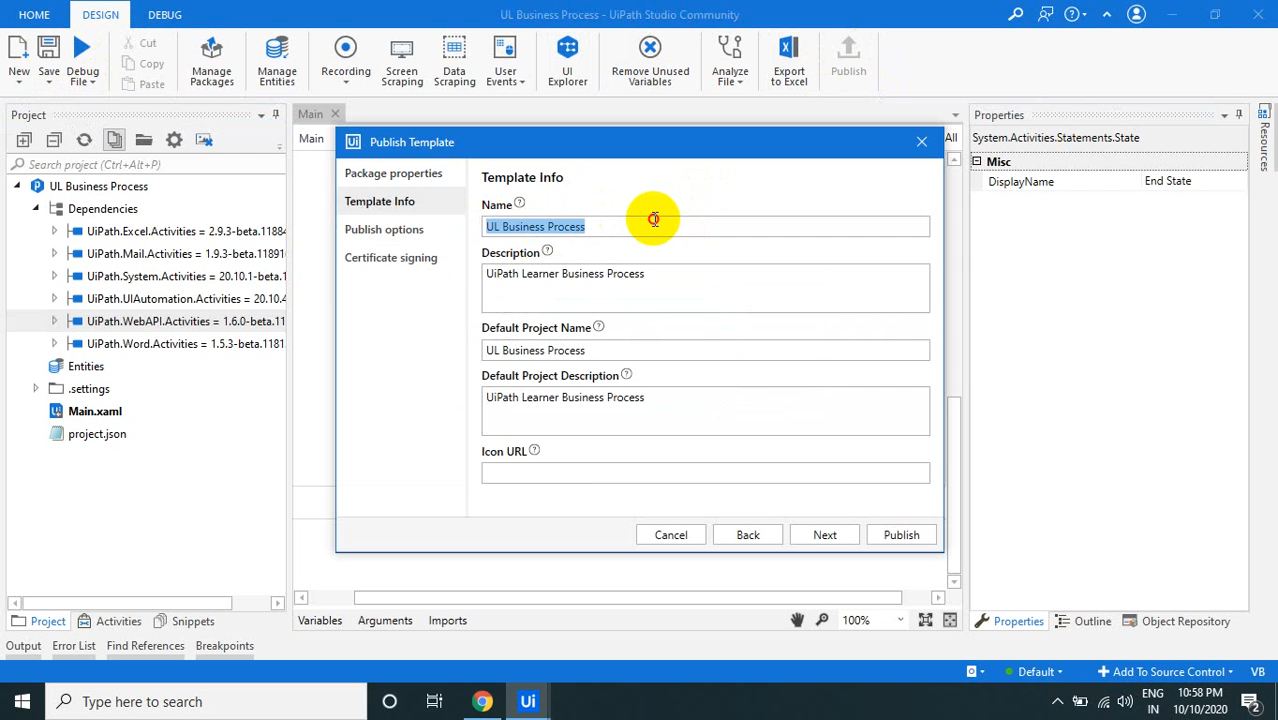 HOME
DESIGN
DEBUG
UL Business Process - UiPath Studio Community
New
Save
Debug File
Cut
Copy
Paste
Manage Packages
Manage Entities
Recording
Screen Scraping
Data Scraping
User Events
UI Explorer
Remove Unused Variables
Analyze File
Export to Excel
Publish
Project
Search project (Ctrl+Alt+P)
UL Business Process
Dependencies
UiPath.Excel.Activities = 2.9.3-beta.11884
UiPath.Mail.Activities = 1.9.3-beta.1188
UiPath.System.Activities = 20.10.1-beta
UiPath.UIAutomation.Activities = 20.10.4
UiPath.WebAPI.Activities = 1.6.0-beta.11
UiPath.Word.Activities = 1.5.3-beta.1181
Entities
.settings
Main.xaml
project.json
Project
Activities
Snippets
Main
Main
All
Ui
Publish Template
Package properties
Template Info
Publish options
Certificate signing
Template Info
Name
UL Business Process
Description
UiPath Learner Business Process
Default Project Name
UL Business Process
Default Project Description
UiPath Learner Business Process
Icon URL
Cancel
Back
Next
Publish
Variables
Arguments
Imports
100%
Properties
System.Activities.Statements.State
Misc
DisplayName
End State
Resources
Properties
Outline
Object Repository
Output
Error List
Find References
Breakpoints
Default
Add To Source Control
VB
Type here to search
Ui
ENG
IN
10:58 PM
10/10/2020
2